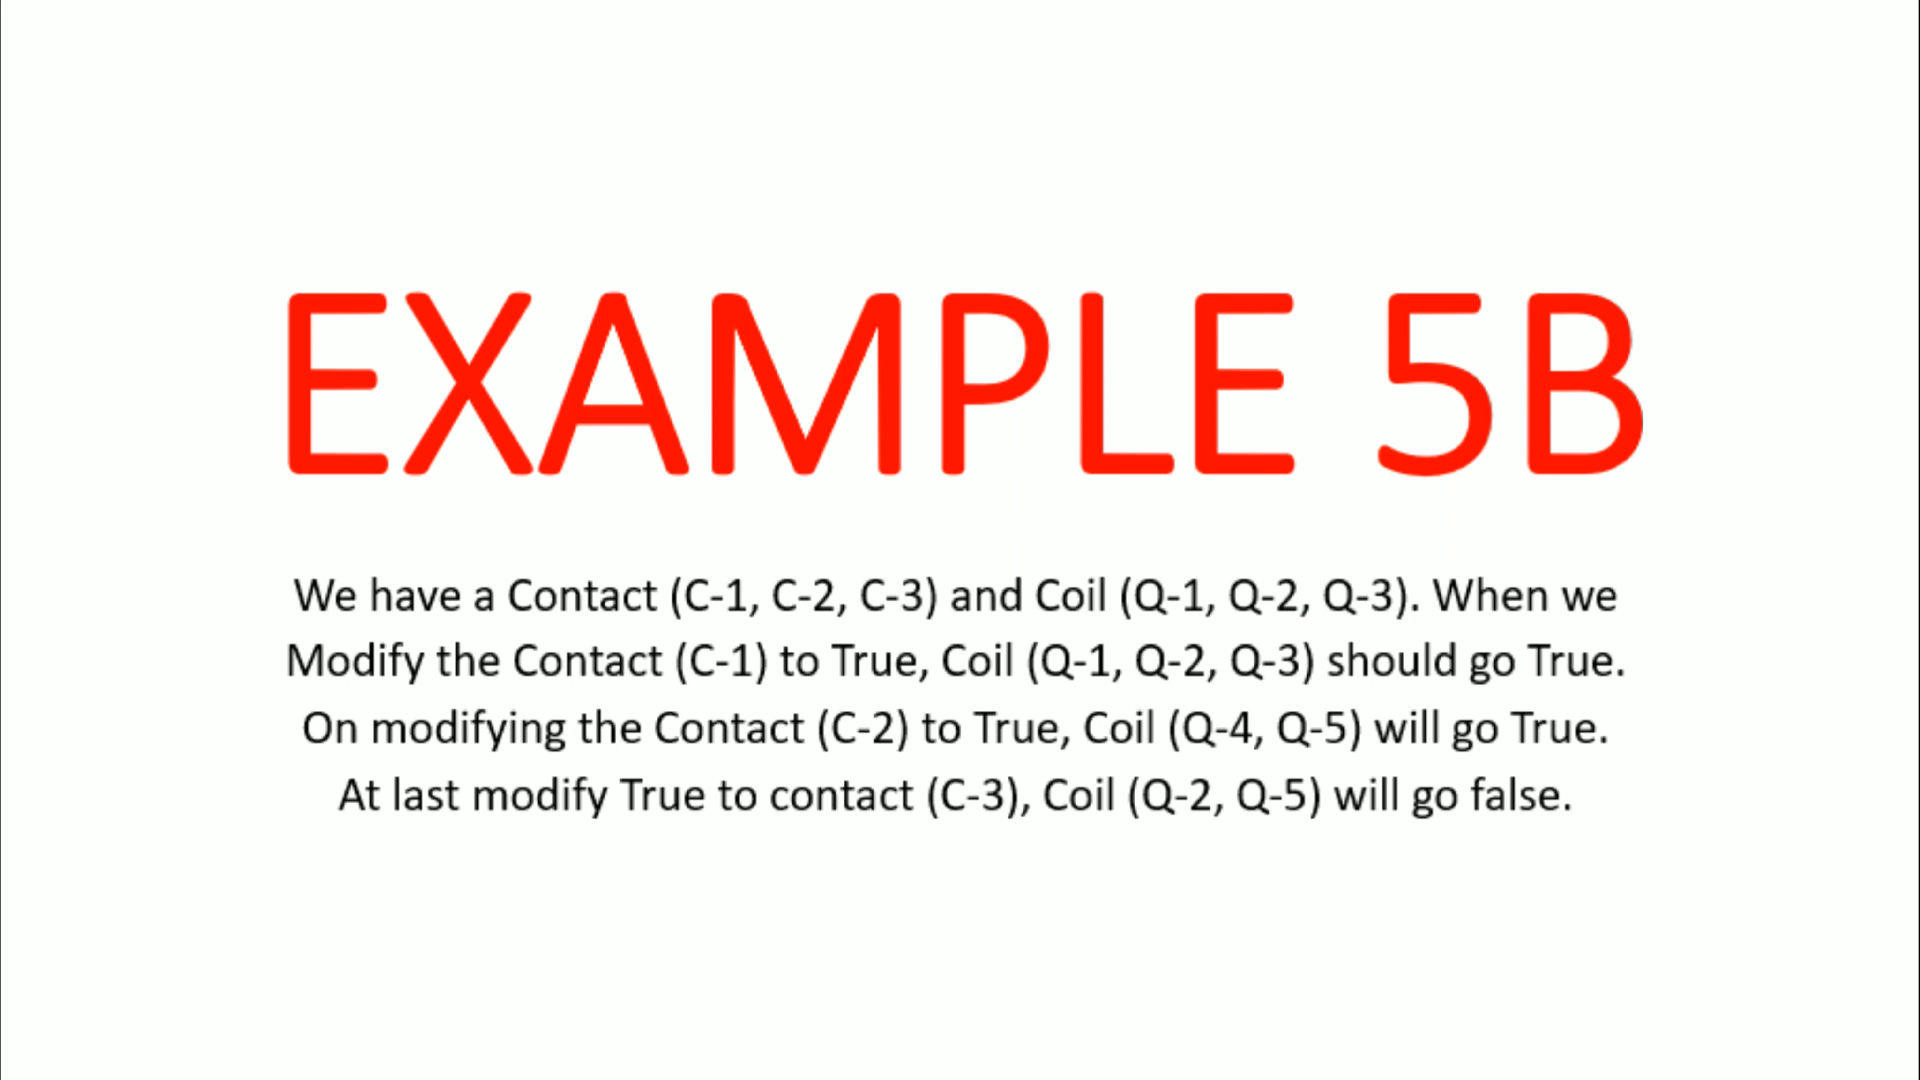 EXAMPLE 5B
We have a Contact (C-1, C-2, C-3) and Coil (Q-1, Q-2, Q-3). When we
Modify the Contact (C-1) to True, Coil (Q-1, Q-2, Q-3) should go True.
On modifying the Contact (C-2) to True, Coil (Q-4, Q-5) will go True.
At last modify True to contact (C-3), Coil (Q-2, Q-5) will go false.